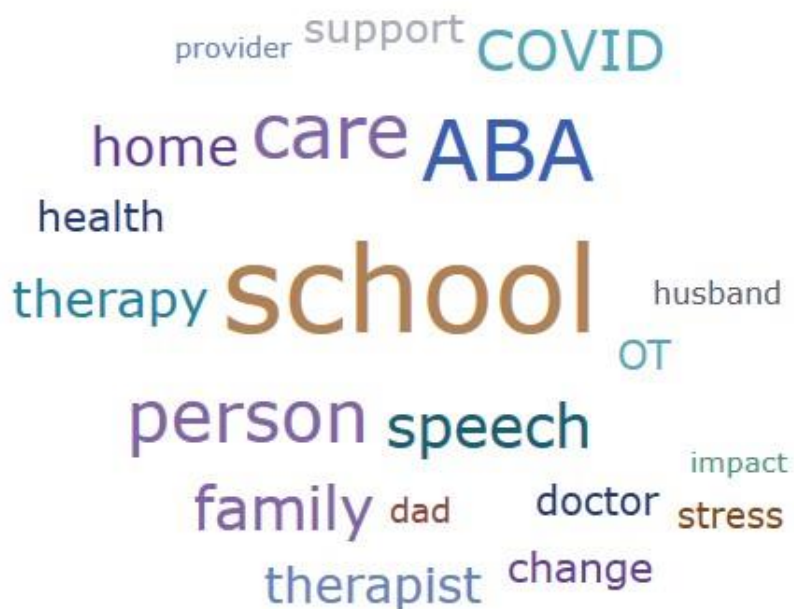 provider support COVID
home care ABA
health
therapy school husband
OT
person speech
impact
family dad doctor stress
therapist change